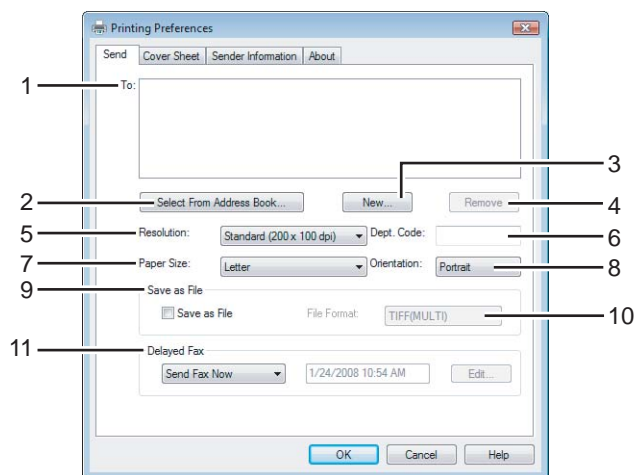 Printing Preferences
Send Cover Sheet Sender Information About
1 To:
3
2 Select From Address Book... New... Remove 4
5 Resolution: Standard (200 x 100 dpi) Dept. Code: 6
7 Paper Size: Letter Orientation: Portrait 8
9 Save as File
Save as File File Format: TIFF(MULTI) 10
11 Delayed Fax
Send Fax Now 1/24/2008 10:54 AM Edit...
OK Cancel Help